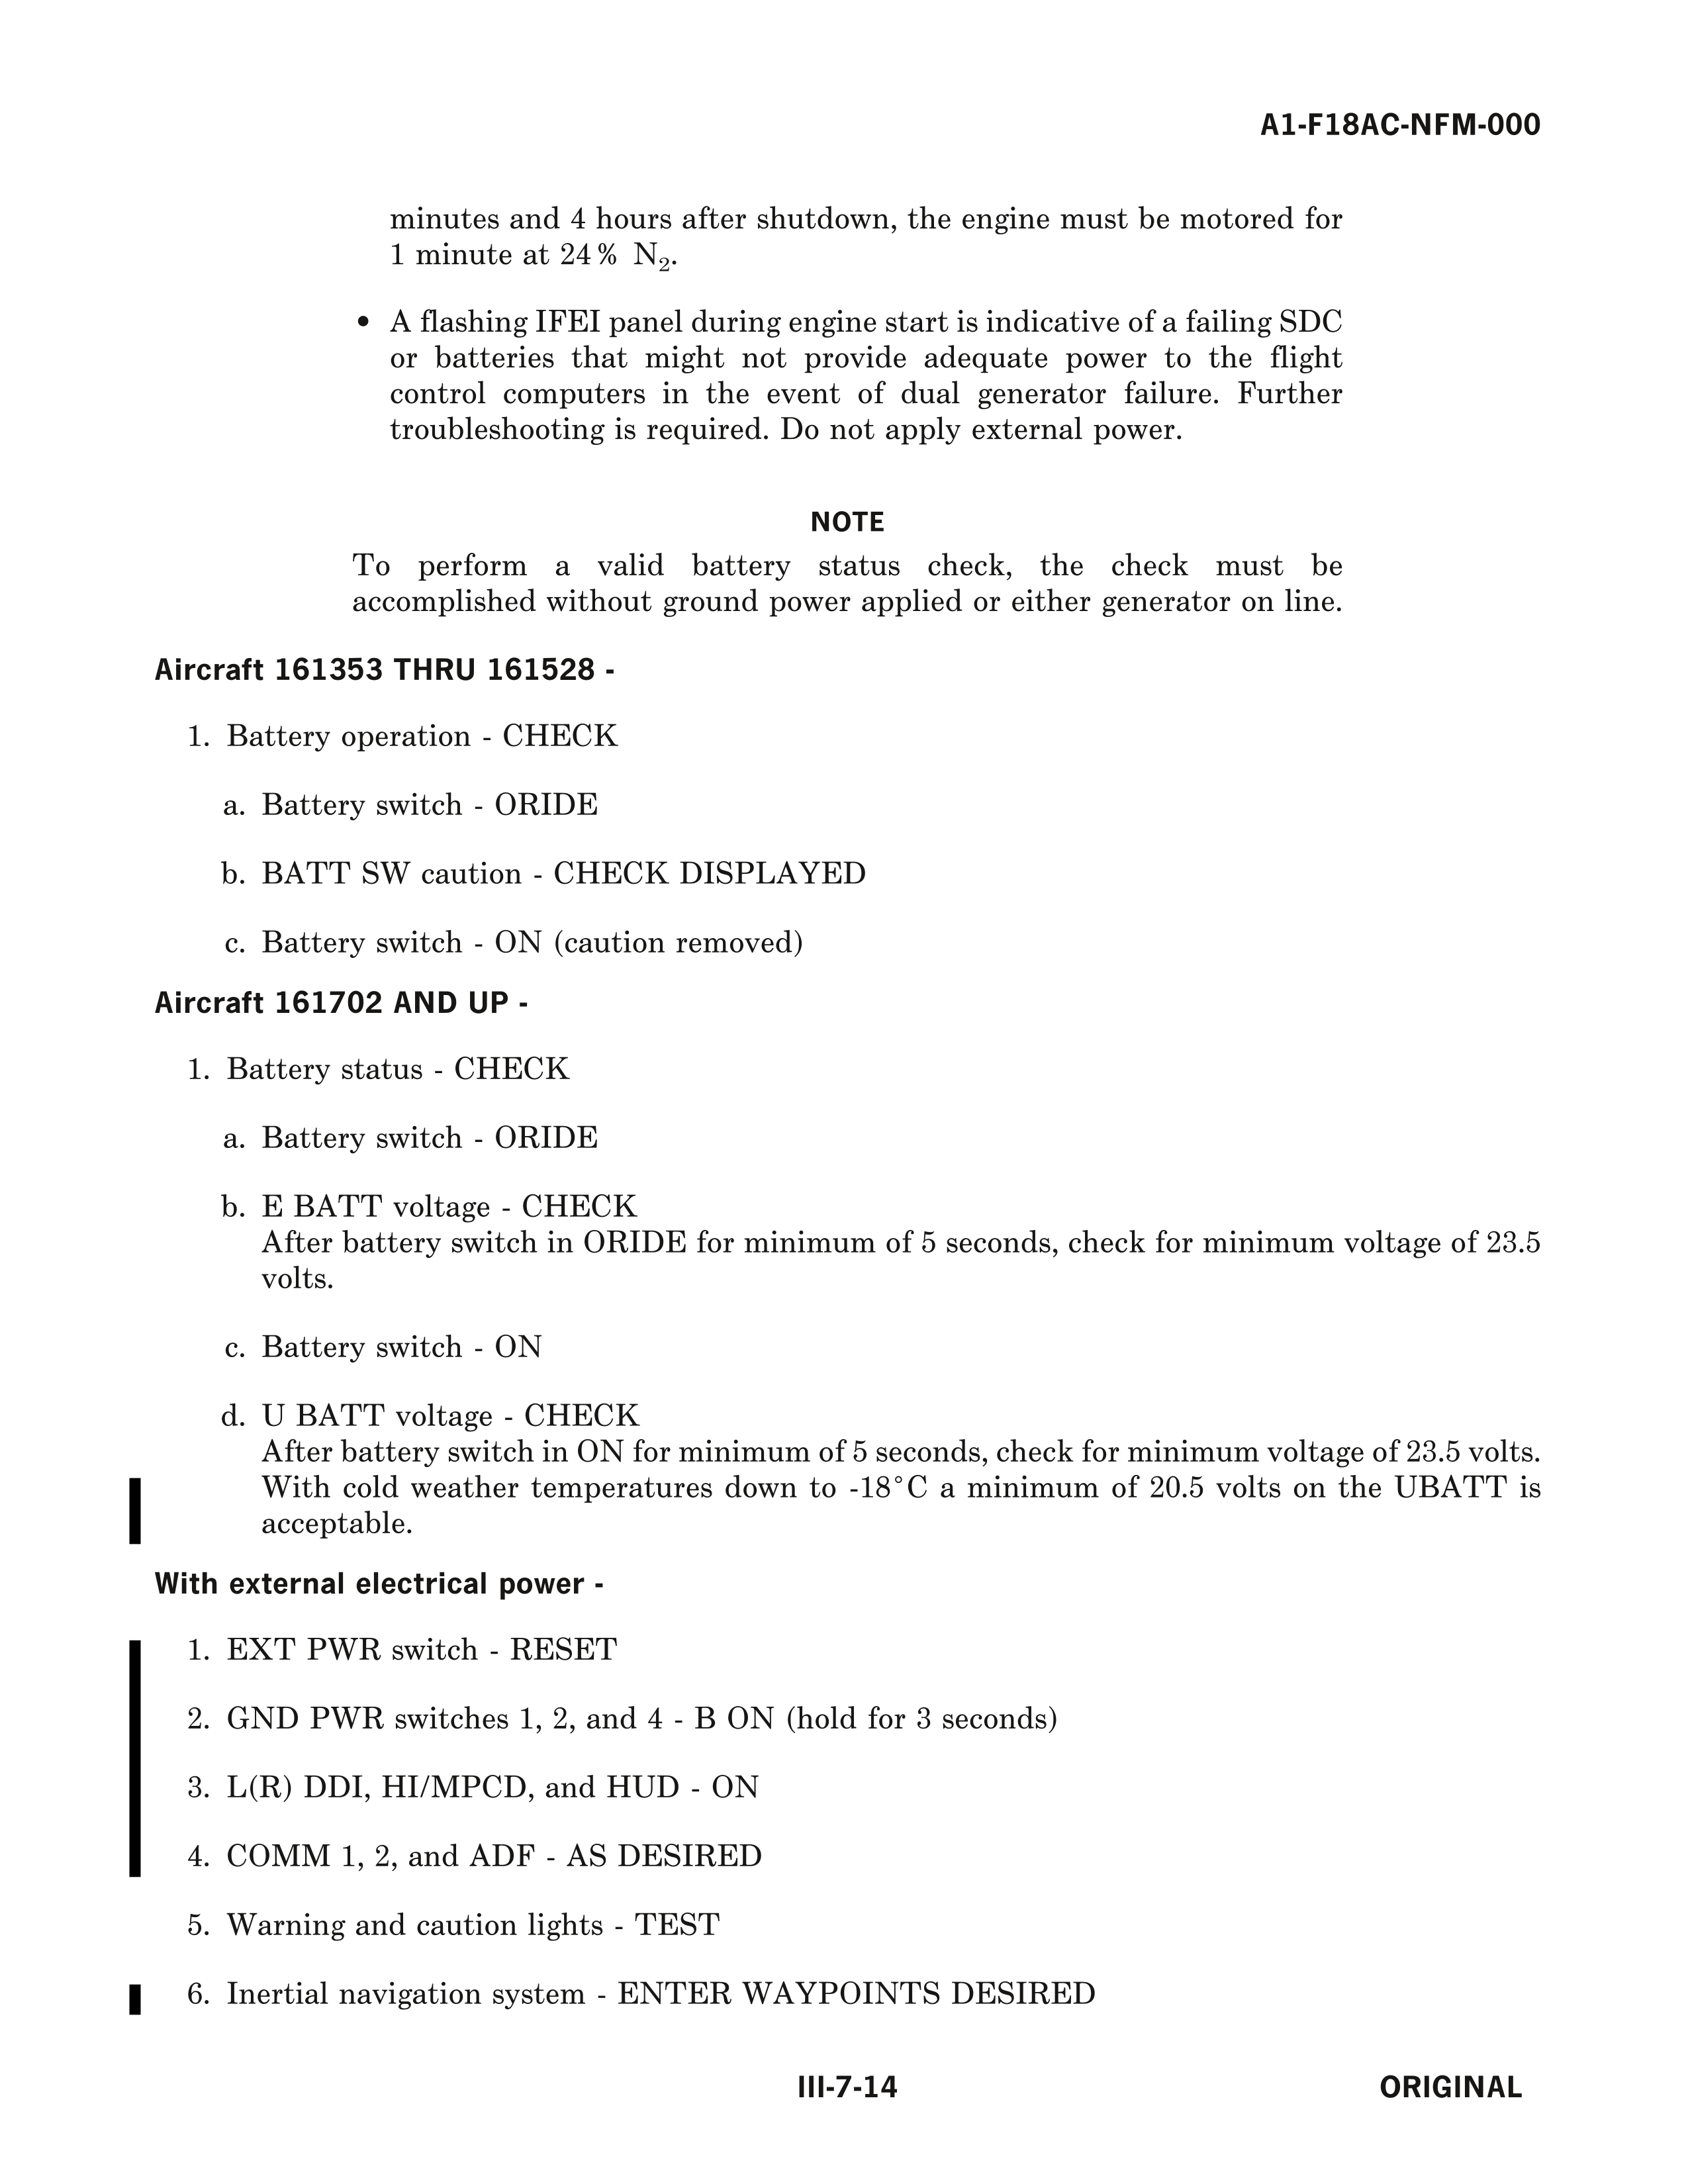 A1-F18AC-NFM-000
minutes and 4 hours after shutdown, the engine must be motored for
1 minute at 24% N₂.
• A flashing IFEI panel during engine start is indicative of a failing SDC
or batteries that might not provide adequate power to the flight
control computers in the event of dual generator failure. Further
troubleshooting is required. Do not apply external power.
NOTE
To perform a valid battery status check, the check must be
accomplished without ground power applied or either generator on line.
Aircraft 161353 THRU 161528 -
1. Battery operation - CHECK
a. Battery switch - ORIDE
b. BATT SW caution - CHECK DISPLAYED
c. Battery switch - ON (caution removed)
Aircraft 161702 AND UP -
1. Battery status - CHECK
a. Battery switch - ORIDE
b. E BATT voltage - CHECK
After battery switch in ORIDE for minimum of 5 seconds, check for minimum voltage of 23.5
volts.
c. Battery switch - ON
d. U BATT voltage - CHECK
After battery switch in ON for minimum of 5 seconds, check for minimum voltage of 23.5 volts.
With cold weather temperatures down to -18°C a minimum of 20.5 volts on the UBATT is
acceptable.
With external electrical power -
1. EXT PWR switch - RESET
2. GND PWR switches 1, 2, and 4 - B ON (hold for 3 seconds)
3. L(R) DDI, HI/MPCD, and HUD - ON
4. COMM 1, 2, and ADF - AS DESIRED
5. Warning and caution lights - TEST
6. Inertial navigation system - ENTER WAYPOINTS DESIRED
III-7-14
ORIGINAL